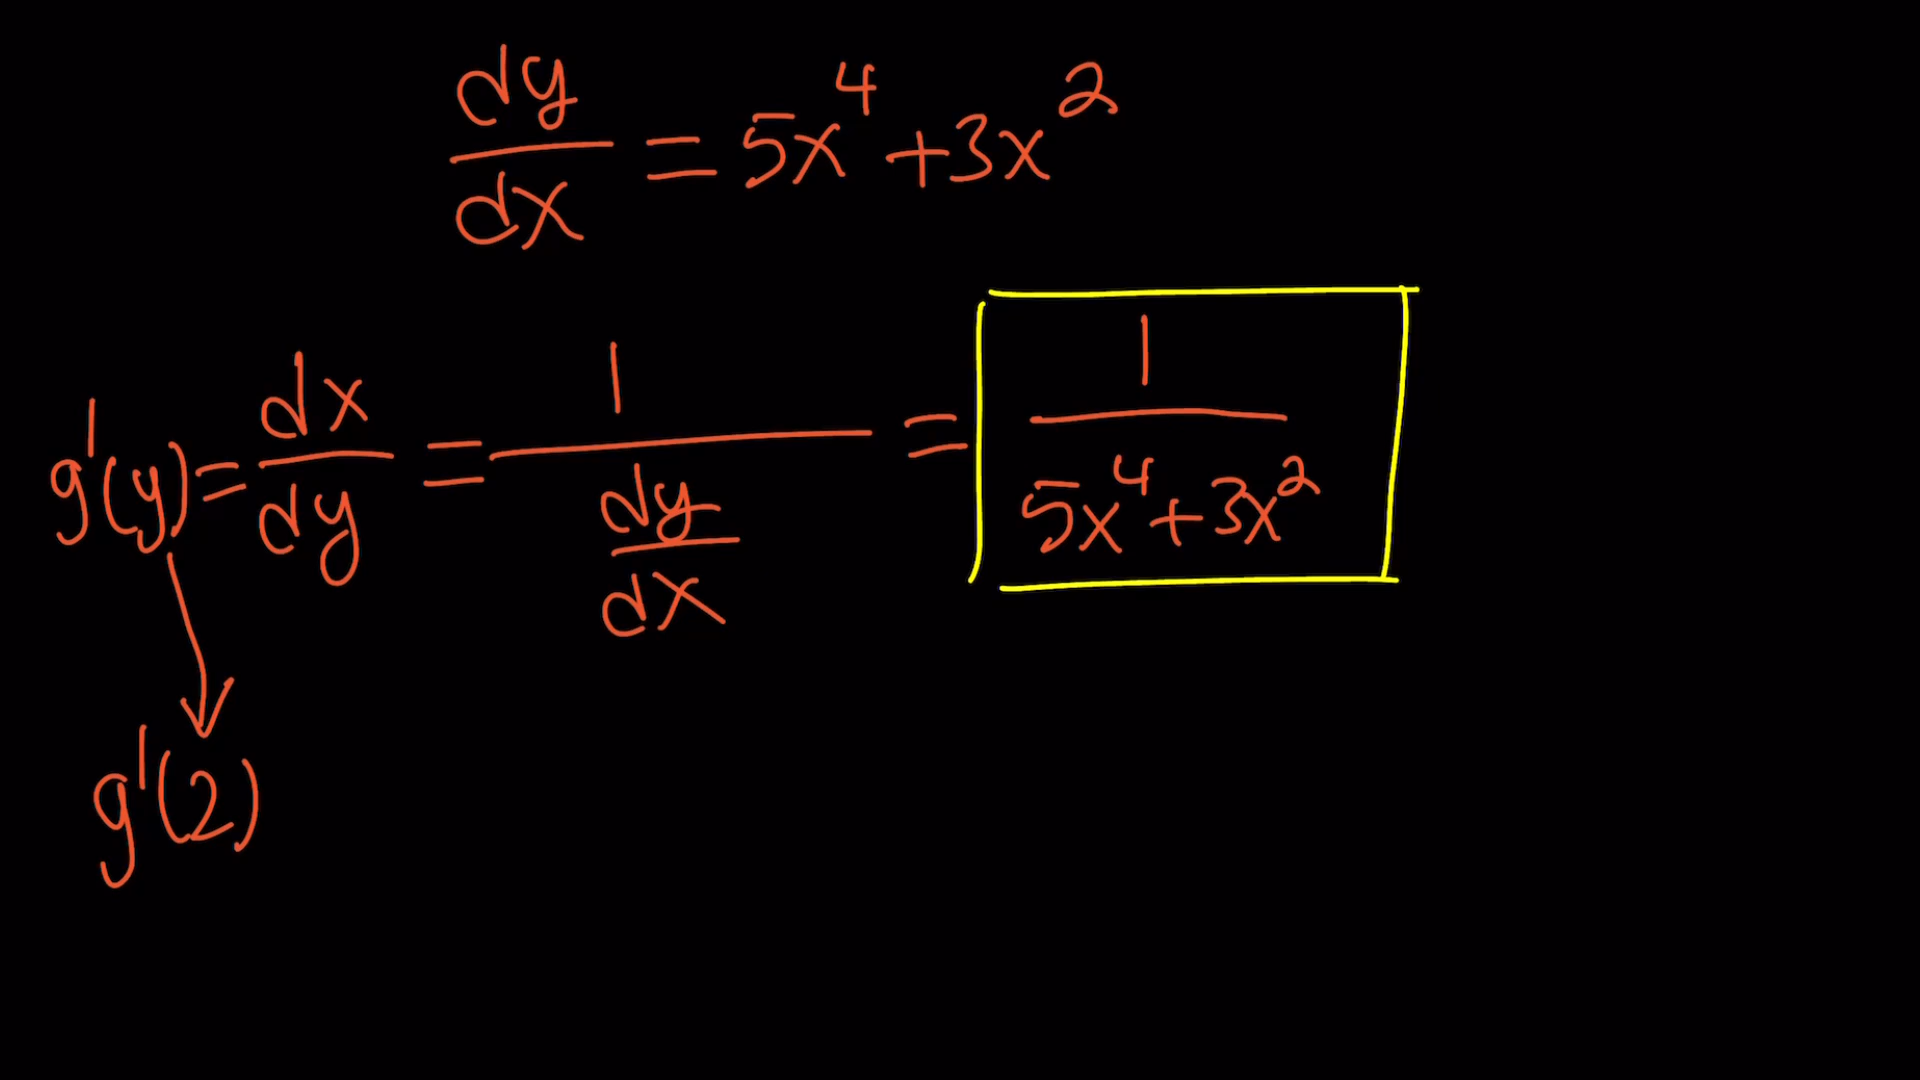 dy/dx = 5x^4 + 3x^2
g'(y) = dx/dy = 1/(dy/dx) = 1/(5x^4 + 3x^2)
g'(2)